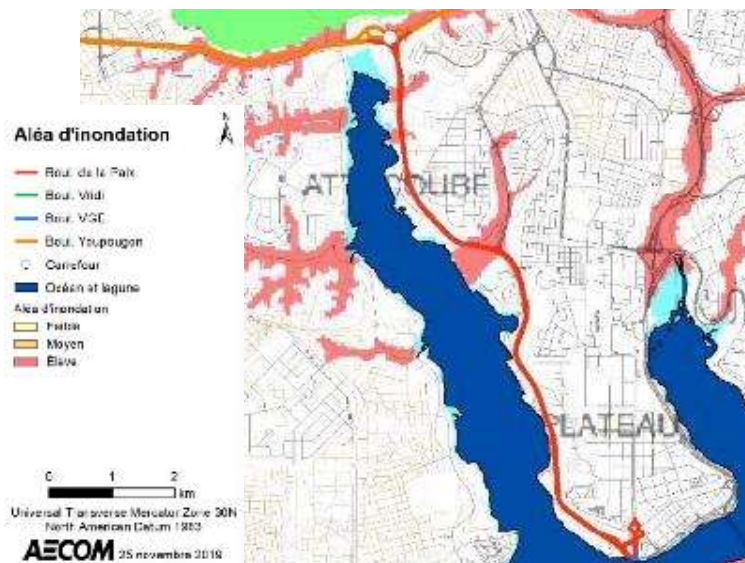 Aléa d'inondation
N
Boul. de la Paix
Boul. Vridi
Boul. VGE
Boul. Youpougon
Carrefour
Océan et lagune
Aléa d'inondation
Faible
Moyen
Élevé
0 1 2
km
Universal Transverse Mercator Zone 30N
North American Datum 1983
AECOM 25 novembre 2019
PLATEAU